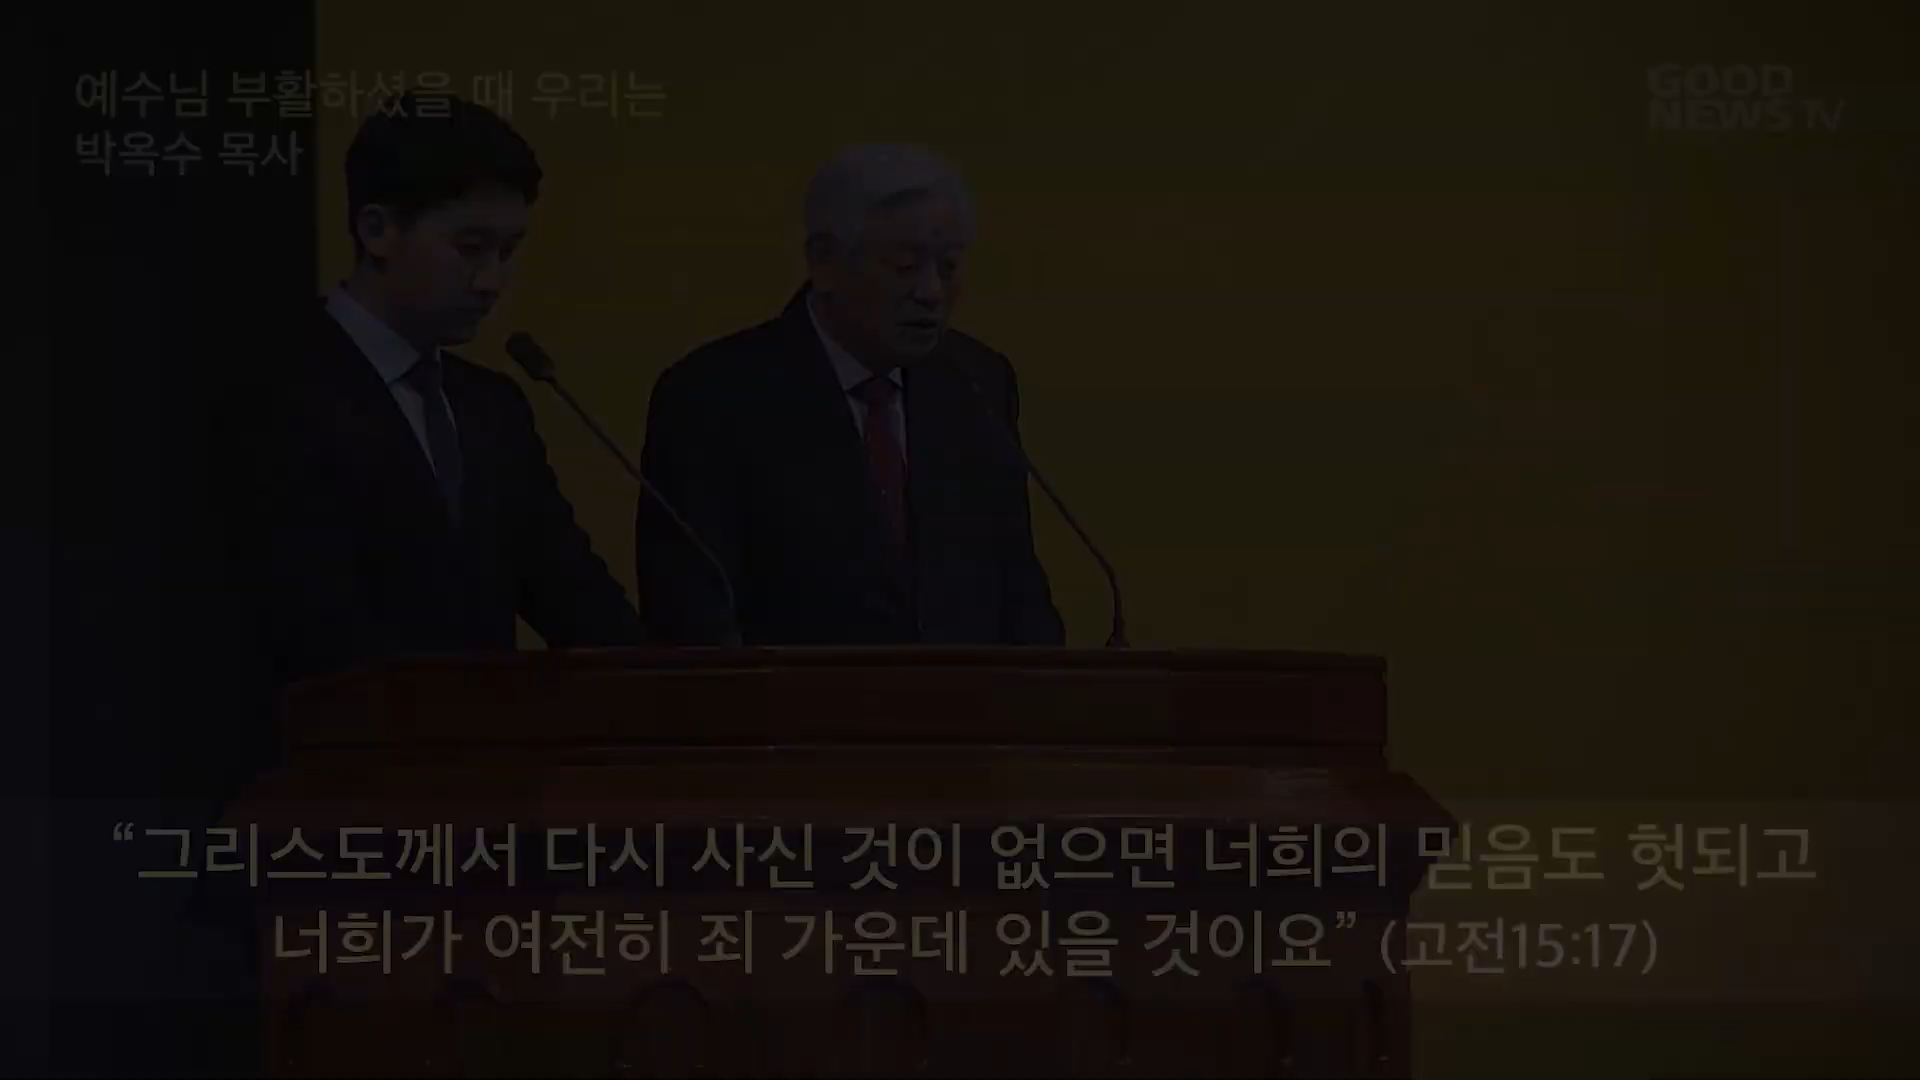 예수님 부활하셨을 때 우리는
박옥수 목사
GOOD
NEWS TV
“그리스도께서 다시 사신 것이 없으면 너희의 믿음도 헛되고
너희가 여전히 죄 가운데 있을 것이요” (고전15:17)